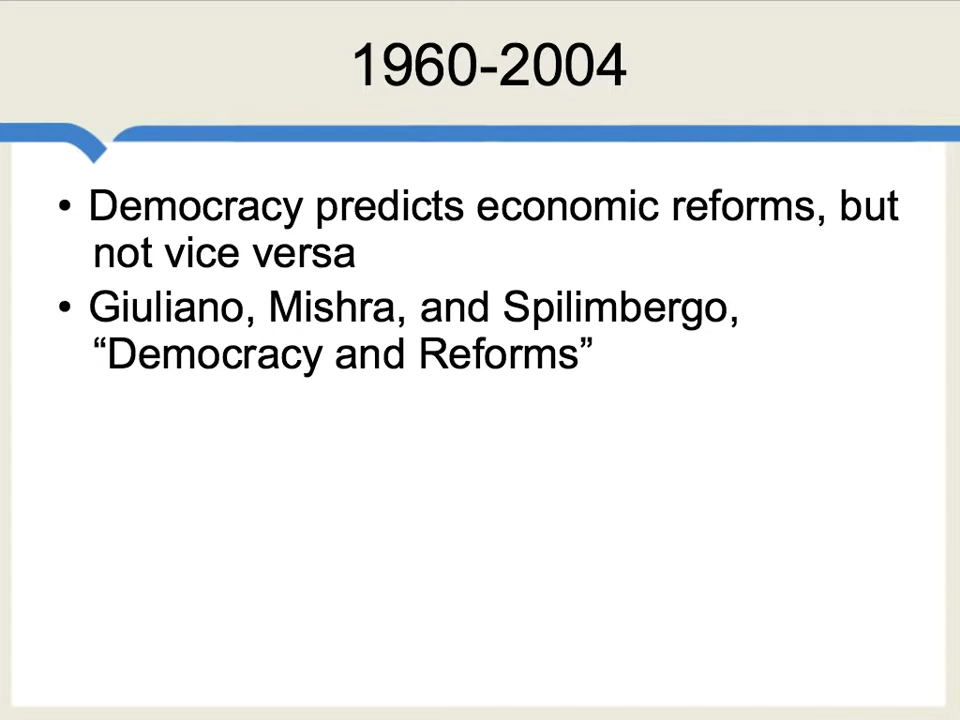 1960-2004
• Democracy predicts economic reforms, but
not vice versa
• Giuliano, Mishra, and Spilimbergo,
“Democracy and Reforms”